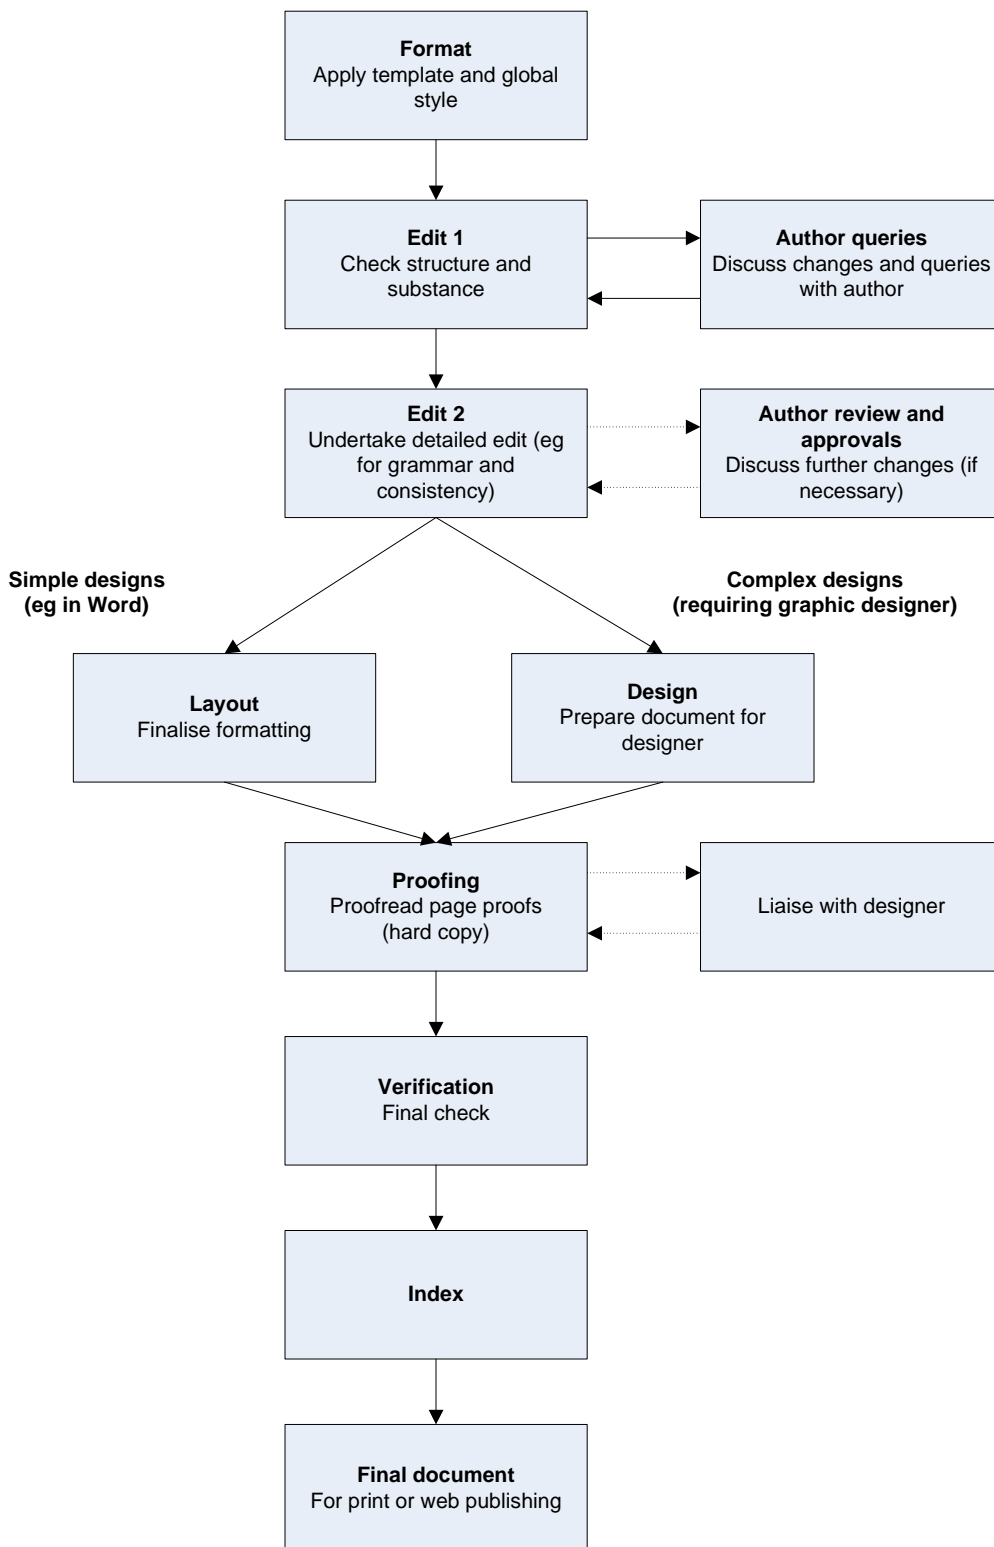 Format
Apply template and global
style
Edit 1
Check structure and
substance
Author queries
Discuss changes and queries
with author
Edit 2
Undertake detailed edit (eg
for grammar and
consistency)
Author review and
approvals
Discuss further changes (if
necessary)
Simple designs
(eg in Word)
Complex designs
(requiring graphic designer)
Layout
Finalise formatting
Design
Prepare document for
designer
Proofing
Proofread page proofs
(hard copy)
Liaise with designer
Verification
Final check
Index
Final document
For print or web publishing